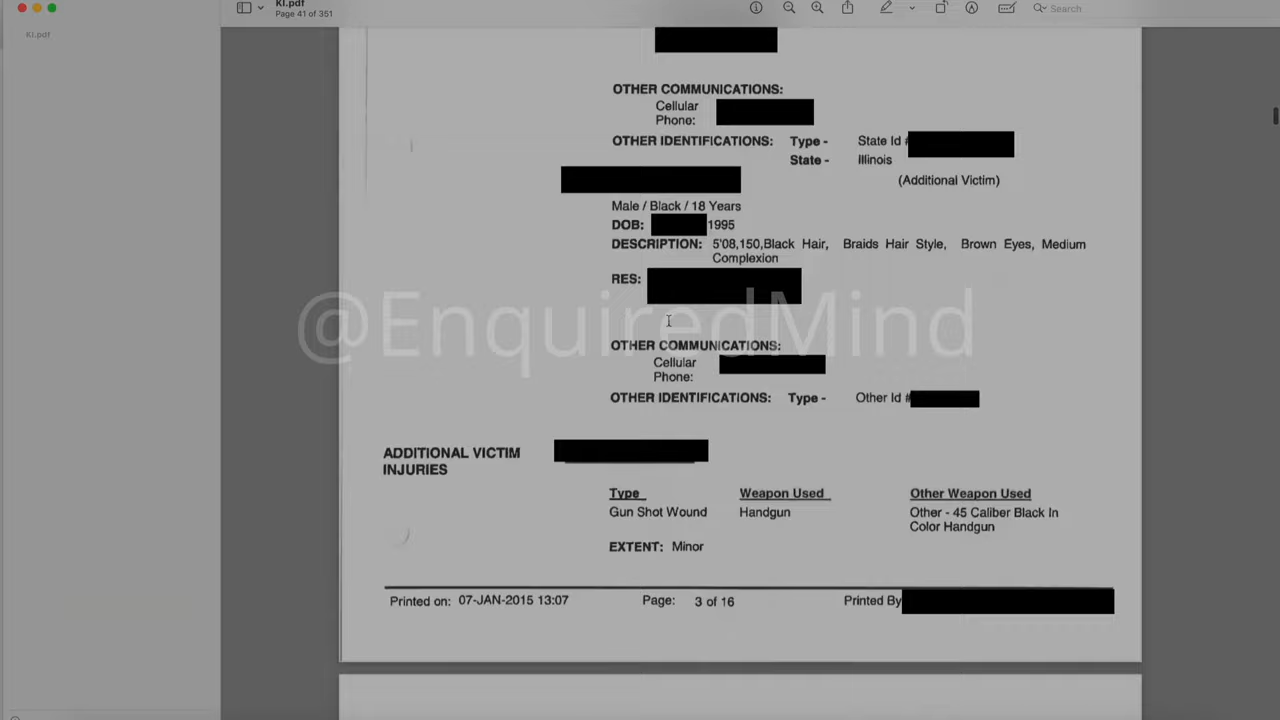 KI.pdf
Page 41 of 351
Search
KI.pdf
OTHER COMMUNICATIONS:
Cellular
Phone:
OTHER IDENTIFICATIONS: Type - State Id #
State - Illinois
(Additional Victim)
Male / Black / 18 Years
DOB: 1995
DESCRIPTION: 5'08,150,Black Hair, Braids Hair Style, Brown Eyes, Medium
Complexion
RES:
@EnquiredMind
OTHER COMMUNICATIONS:
Cellular
Phone:
OTHER IDENTIFICATIONS: Type - Other Id #
ADDITIONAL VICTIM
INJURIES
Type Weapon Used Other Weapon Used
Gun Shot Wound Handgun Other - 45 Caliber Black In
Color Handgun
EXTENT: Minor
Printed on: 07-JAN-2015 13:07 Page: 3 of 16 Printed By